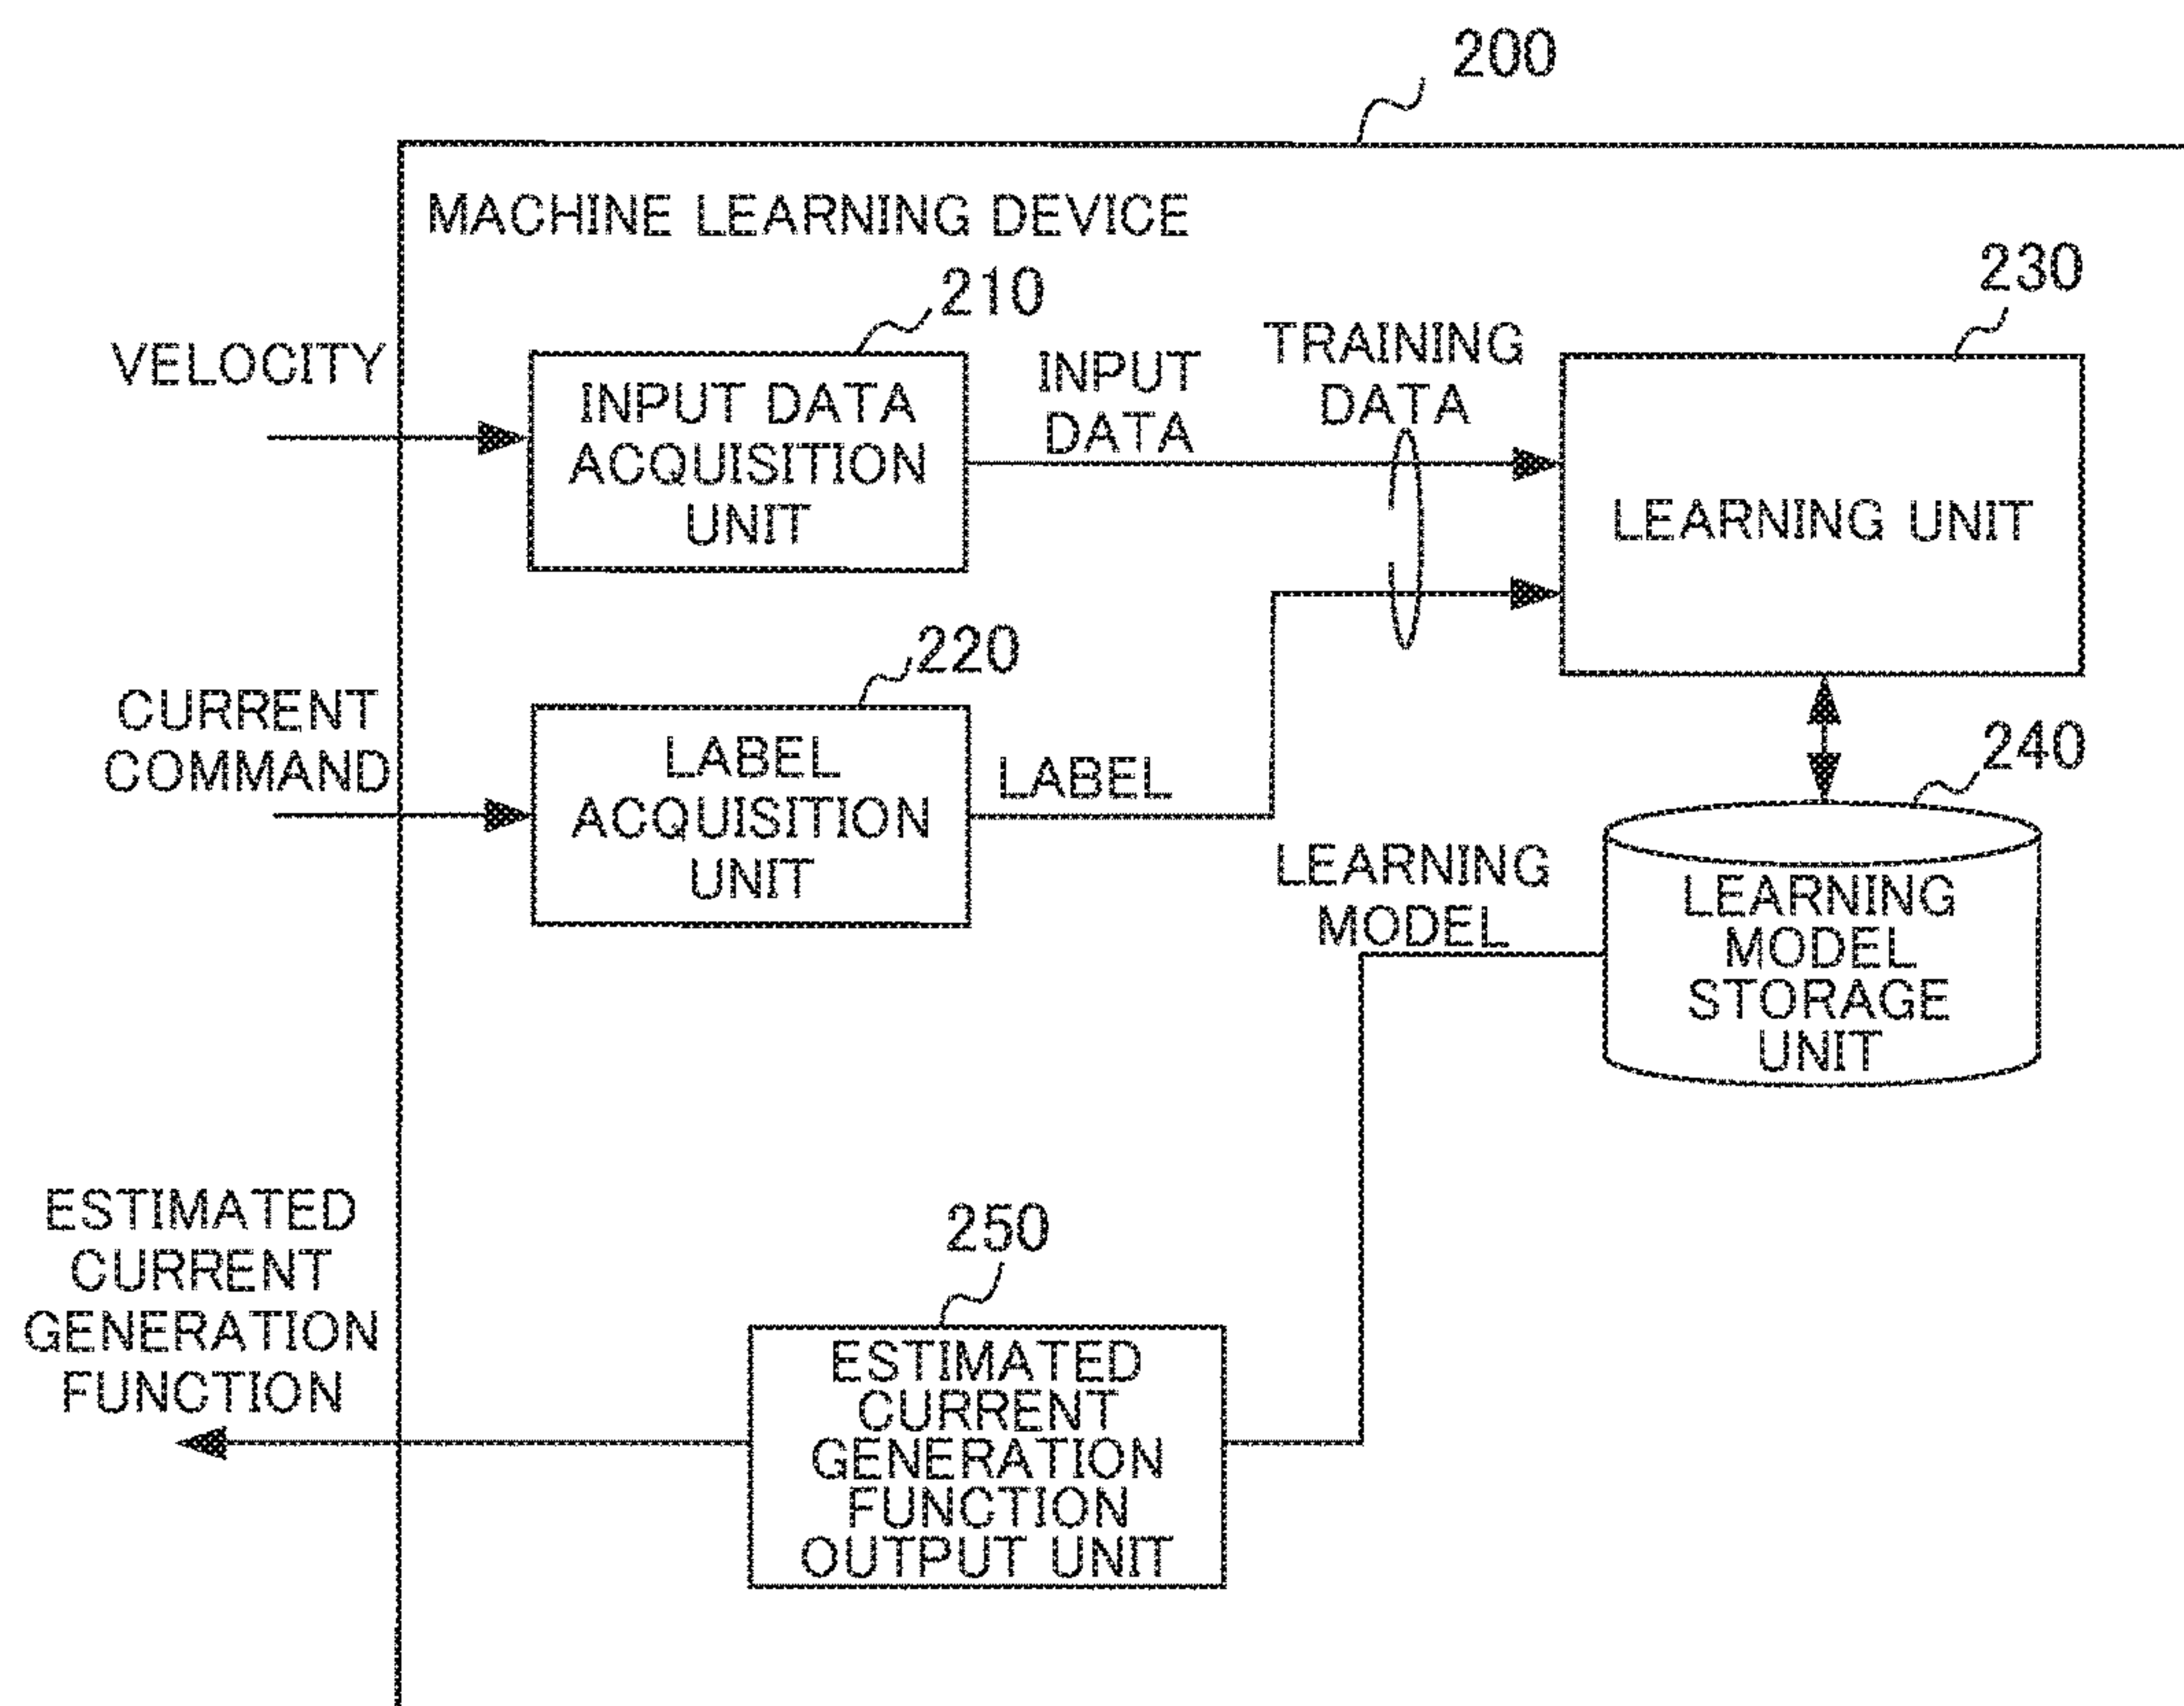 200
MACHINE LEARNING DEVICE
210
230
VELOCITY
INPUT DATA
ACQUISITION
UNIT
INPUT
DATA
TRAINING
DATA
LEARNING UNIT
220
CURRENT
COMMAND
LABEL
ACQUISITION
UNIT
LABEL
240
LEARNING
MODEL
LEARNING
MODEL
STORAGE
UNIT
ESTIMATED
CURRENT
GENERATION
FUNCTION
250
ESTIMATED
CURRENT
GENERATION
FUNCTION
OUTPUT UNIT